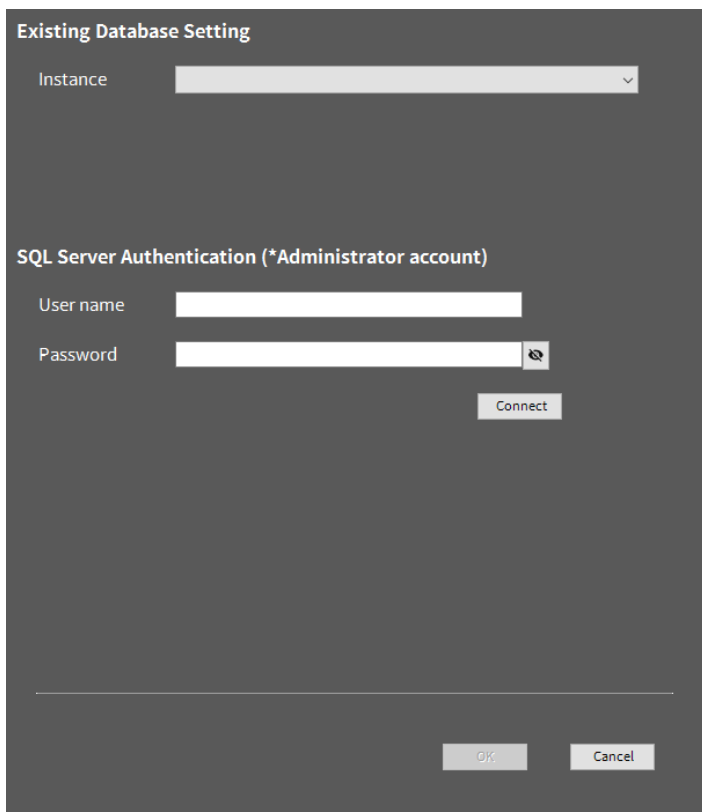 Existing Database Setting
Instance
SQL Server Authentication (*Administrator account)
User name
Password
Connect
OK
Cancel